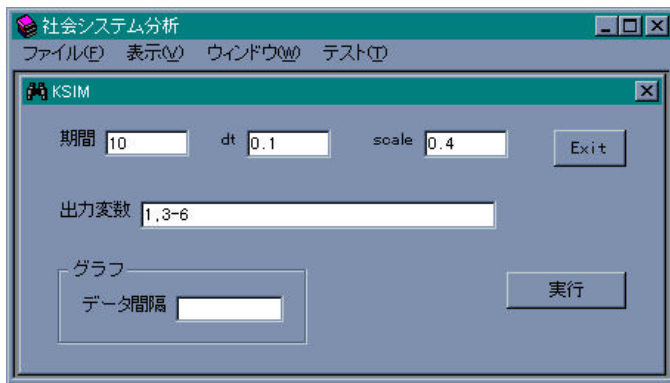 社会システム分析
ファイル(F) 表示(V) ウィンドウ(W) テスト(T)
KSIM
期間 10 dt 0.1 scale 0.4 Exit
出力変数 1,3-6
グラフ
データ間隔
実行